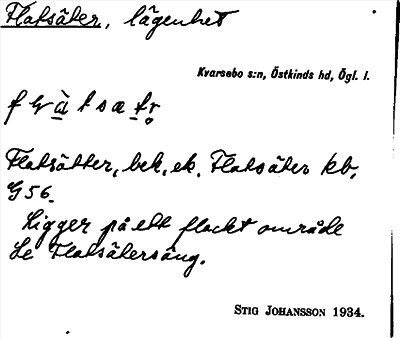 Flatsäter, lägenhet
Kvarsebo s:n, Östkinds hd, Ögl. l.
Flatsätter, bek, ek. Flatsäter kb,
G 56.
Ligger på ett flackt område
Se Flatsätersäng.
STIG JOHANSSON 1934.